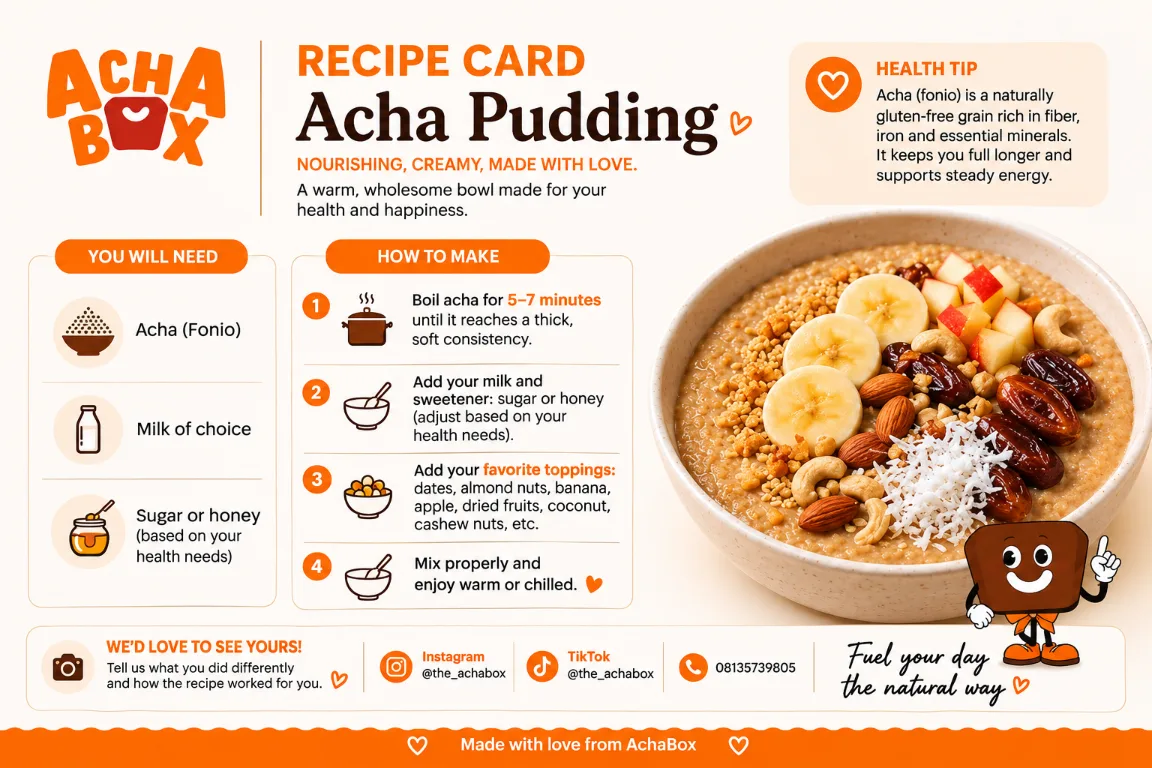 ACHA
BOX
RECIPE CARD
Acha Pudding
NOURISHING, CREAMY, MADE WITH LOVE.
A warm, wholesome bowl made for your
health and happiness.
HEALTH TIP
Acha (fonio) is a naturally
gluten-free grain rich in fiber,
iron and essential minerals.
It keeps you full longer and
supports steady energy.
YOU WILL NEED
Acha (Fonio)
Milk of choice
Sugar or honey
(based on your
health needs)
HOW TO MAKE
1
Boil acha for 5–7 minutes
until it reaches a thick,
soft consistency.
2
Add your milk and
sweetener: sugar or honey
(adjust based on your
health needs).
3
Add your favorite toppings:
dates, almond nuts, banana,
apple, dried fruits, coconut,
cashew nuts, etc.
4
Mix properly and
enjoy warm or chilled.
WE'D LOVE TO SEE YOURS!
Tell us what you did differently
and how the recipe worked for you.
Instagram
@the_achabox
TikTok
@the_achabox
08135739805
Fuel your day
the natural way
Made with love from AchaBox